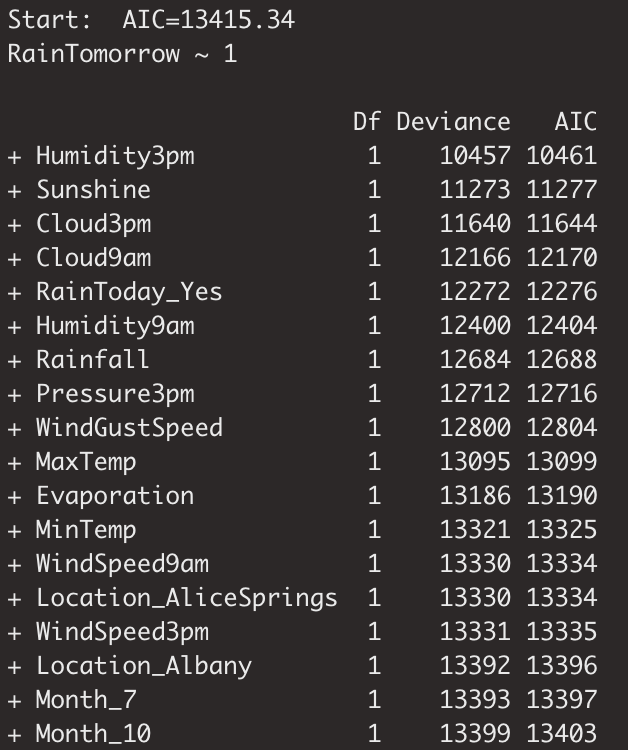 Start:  AIC=13415.34
RainTomorrow ~ 1
Df Deviance   AIC
+ Humidity3pm            1    10457 10461
+ Sunshine               1    11273 11277
+ Cloud3pm               1    11640 11644
+ Cloud9am               1    12166 12170
+ RainToday_Yes          1    12272 12276
+ Humidity9am            1    12400 12404
+ Rainfall               1    12684 12688
+ Pressure3pm            1    12712 12716
+ WindGustSpeed          1    12800 12804
+ MaxTemp                1    13095 13099
+ Evaporation            1    13186 13190
+ MinTemp                1    13321 13325
+ WindSpeed9am           1    13330 13334
+ Location_AliceSprings  1    13330 13334
+ WindSpeed3pm           1    13331 13335
+ Location_Albany        1    13392 13396
+ Month_7                1    13393 13397
+ Month_10               1    13399 13403